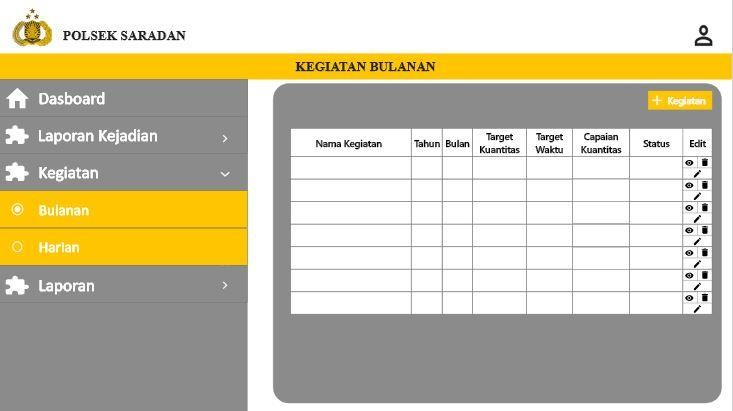 POLSEK SARADAN
KEGIATAN BULANAN
Dasboard
Laporan Kejadian
Kegiatan
Bulanan
Harian
Laporan
+ Kegiatan
Nama Kegiatan Tahun Bulan Target Kuantitas Target Waktu Capaian Kuantitas Status Edit